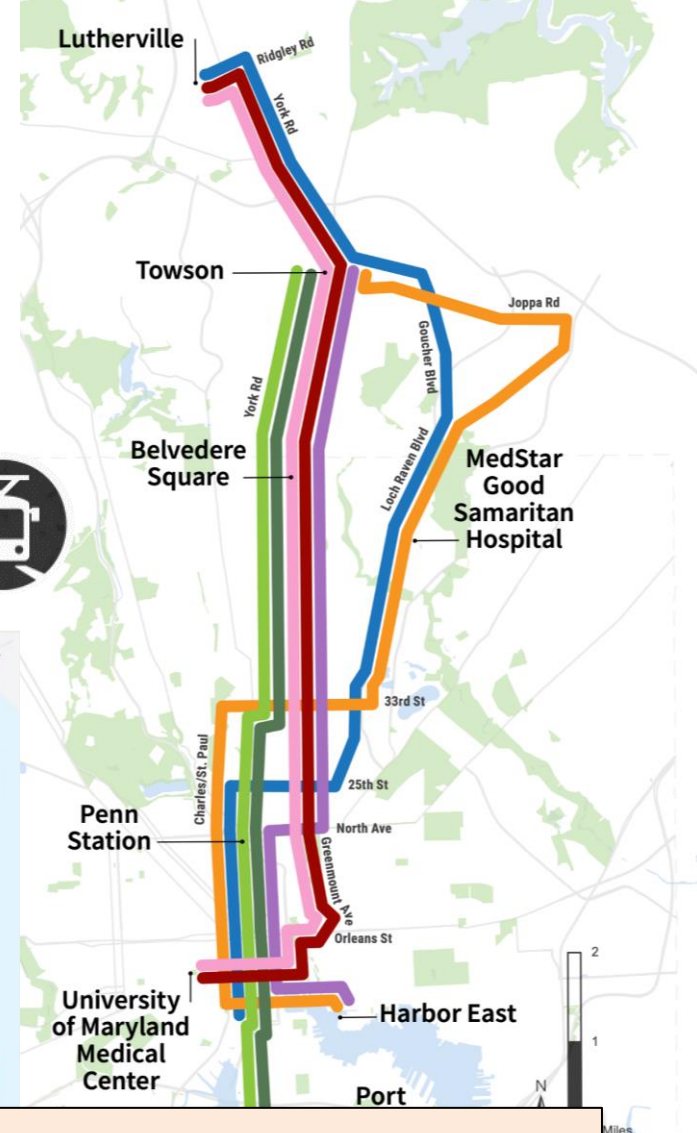 Lutherville
Ridgley Rd
York Rd
Towson
Joppa Rd
Goucher Blvd
York Rd
Belvedere
Square
Loch Raven Blvd
MedStar
Good
Samaritan
Hospital
33rd St
Charles/St. Paul
25th St
Penn
Station
North Ave
Greenmount Ave
Orleans St
2
University
of Maryland
Medical
Center
Harbor East
1
Port
N
Miles